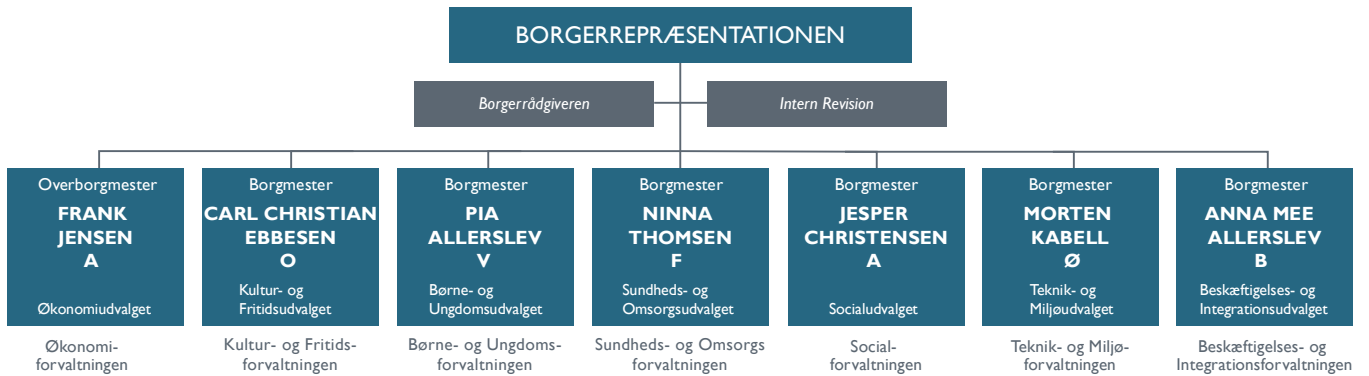 BORGERREPRÆSENTATIONEN
Borgerrådgiveren
Intern Revision
Overborgmester
FRANK
JENSEN
A
Økonomiudvalget
Økonomi-
forvaltningen
Borgmester
CARL CHRISTIAN
EBBESEN
O
Kultur- og
Fritidsudvalget
Kultur- og Fritids-
forvaltningen
Borgmester
PIA
ALLERSLEV
V
Børne- og
Ungdomsudvalget
Børne- og Ungdoms-
forvaltningen
Borgmester
NINNA
THOMSEN
F
Sundheds- og
Omsorgsudvalget
Sundheds- og Omsorgs
forvaltningen
Borgmester
JESPER
CHRISTENSEN
A
Socialudvalget
Social-
forvaltningen
Borgmester
MORTEN
KABELL
Ø
Teknik- og
Miljøudvalget
Teknik- og Miljø-
forvaltningen
Borgmester
ANNA MEE
ALLERSLEV
B
Beskæftigelses- og
Integrationsudvalget
Beskæftigelses- og
Integrationsforvaltningen